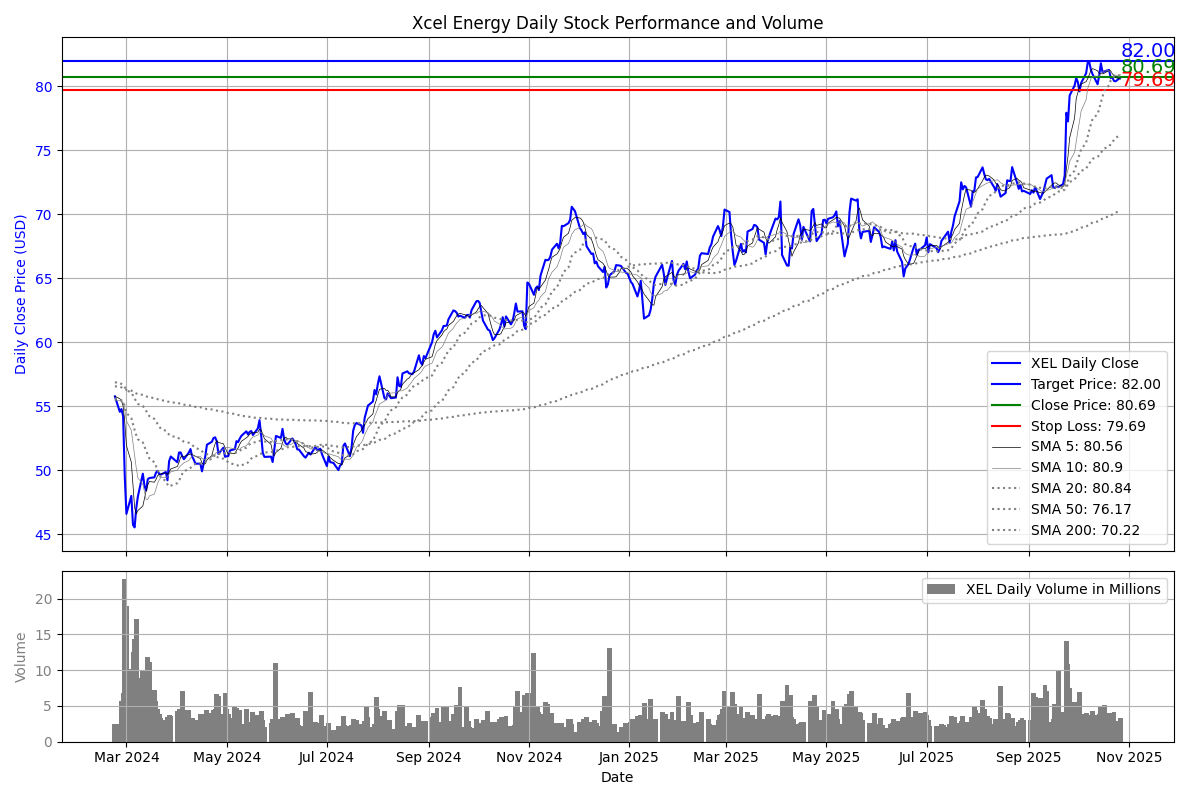 Xcel Energy Daily Stock Performance and Volume
82.00
80.69
79.69
80
75
70
65
60
55
50
45
Daily Close Price (USD)
XEL Daily Close
Target Price: 82.00
Close Price: 80.69
Stop Loss: 79.69
SMA 5: 80.56
SMA 10: 80.9
SMA 20: 80.84
SMA 50: 76.17
SMA 200: 70.22
XEL Daily Volume in Millions
20
15
10
5
0
Volume
Mar 2024 May 2024 Jul 2024 Sep 2024 Nov 2024 Jan 2025 Mar 2025 May 2025 Jul 2025 Sep 2025 Nov 2025
Date